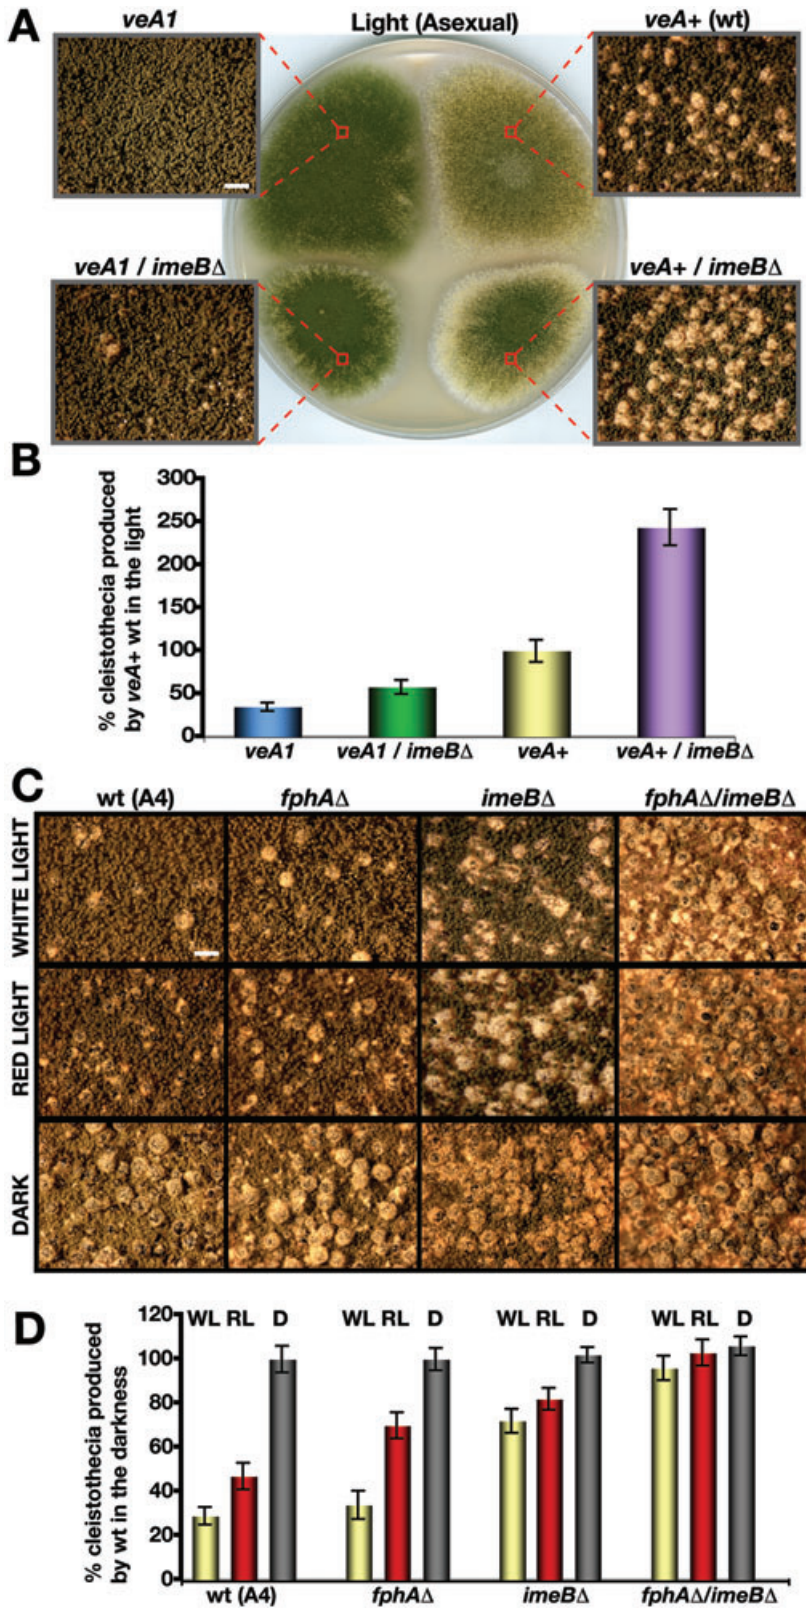 A
veA1
Light (Asexual)
veA+ (wt)
veA1 / imeBΔ
veA+ / imeBΔ
B
% cleistothecia produced
by veA+ wt in the light
300
250
200
150
100
50
0
veA1
veA1 / imeBΔ
veA+
veA+ / imeBΔ
C
wt (A4)
fphAΔ
imeBΔ
fphAΔ/imeBΔ
WHITE LIGHT
RED LIGHT
DARK
D
% cleistothecia produced
by wt in the darkness
120
100
80
60
40
20
0
WL RL D
WL RL D
WL RL D
WL RL D
wt (A4)
fphAΔ
imeBΔ
fphAΔ/imeBΔ